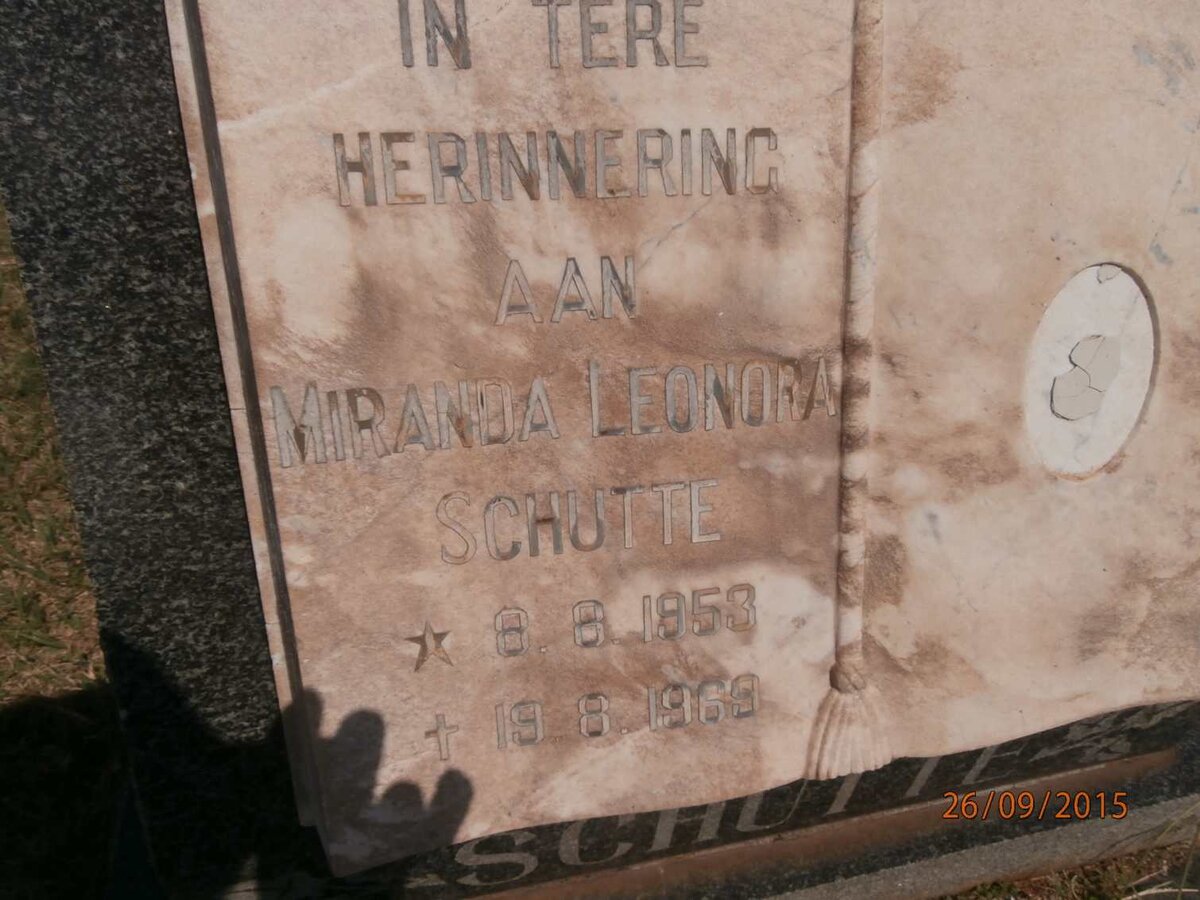 IN TERE
HERINNERING
AAN
MIRANDA LEONORA
SCHUTTE
★ 8. 8. 1953
✝ 19. 8. 1969
SCHUTTE
26/09/2015